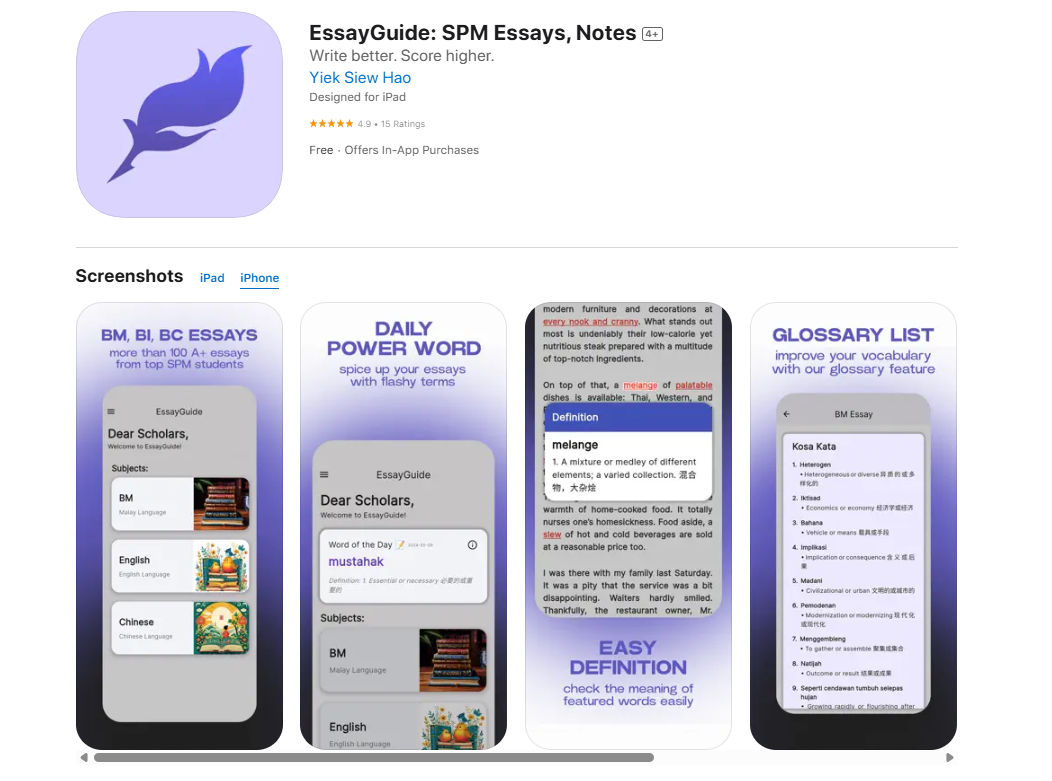 EssayGuide: SPM Essays, Notes 4+
Write better. Score higher.
Yiek Siew Hao
Designed for iPad
★★★★★ 4.9 • 15 Ratings
Free · Offers In-App Purchases
Screenshots iPad iPhone
BM, BI, BC ESSAYS
more than 100 A+ essays
from top SPM students
EssayGuide
Dear Scholars,
Welcome to EssayGuide!
Subjects:
BM
Malay Language
English
English Language
Chinese
Chinese Language
DAILY
POWER WORD
spice up your essays
with flashy terms
EssayGuide
Dear Scholars,
Welcome to EssayGuide!
Word of the Day
mustahak
Definition: 1. Essential or necessary 必要的或重
要的
Subjects:
BM
Malay Language
English
English Language
modern furniture and decorations at
every nook and cranny. What stands out
most is undeniably their low-calorie yet
nutritious steak prepared with a multitude
of top-notch ingredients.
On top of that, a melange of palatable
dishes is available: Thai, Western, and
Definition
melange
1. A mixture or medley of different
elements; a varied collection. 混合
物，大杂烩
warmth of home-cooked food. It totally
nurses one's homesickness. Food aside, a
slew of hot and cold beverages are sold
at a reasonable price too.
I was there with my family last Saturday.
It was a pity that the service was a bit
disappointing. Waiters hardly smiled.
Thankfully, the restaurant owner, Mr.
EASY
DEFINITION
check the meaning of
featured words easily
GLOSSARY LIST
improve your vocabulary
with our glossary feature
BM Essay
Kosa Kata
1. Heterogen
• Heterogeneous or diverse 异质的或多
样化的
2. Iktisad
• Economics or economy 经济学或经济
3. Bahana
• Vehicle or means 载具或手段
4. Implikasi
• Implication or consequence 含义或后
果
5. Madani
• Civilizational or urban 文明的或城市的
6. Pemodenan
• Modernization or modernizing 现代化
或现代化
7. Menggembleng
• To gather or assemble 聚集或集合
8. Natijah
• Outcome or result 结果或成果
9. Seperti cendawan tumbuh selepas
hujan
• Growing rapidly or flourishing after